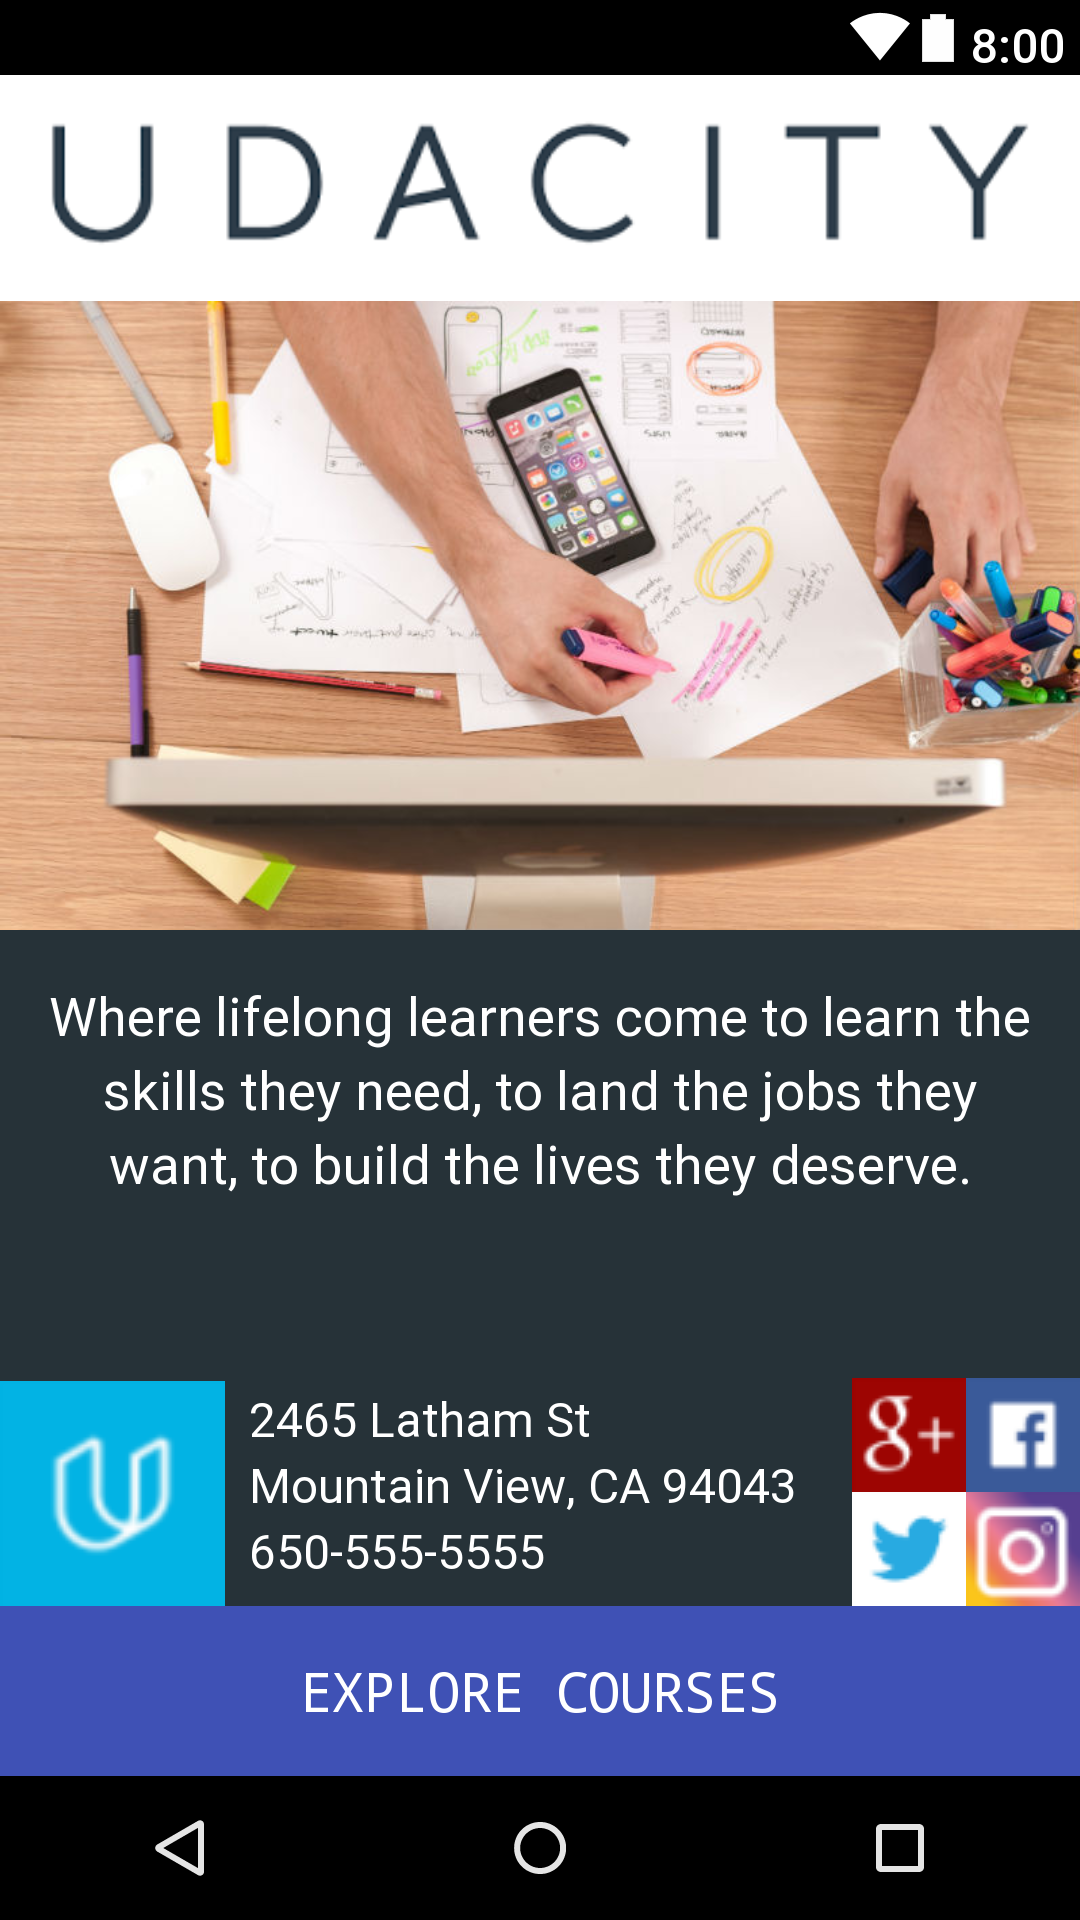 8:00
UDACITY
Where lifelong learners come to learn the
skills they need, to land the jobs they
want, to build the lives they deserve.
2465 Latham St
Mountain View, CA 94043
650-555-5555
g+
EXPLORE COURSES